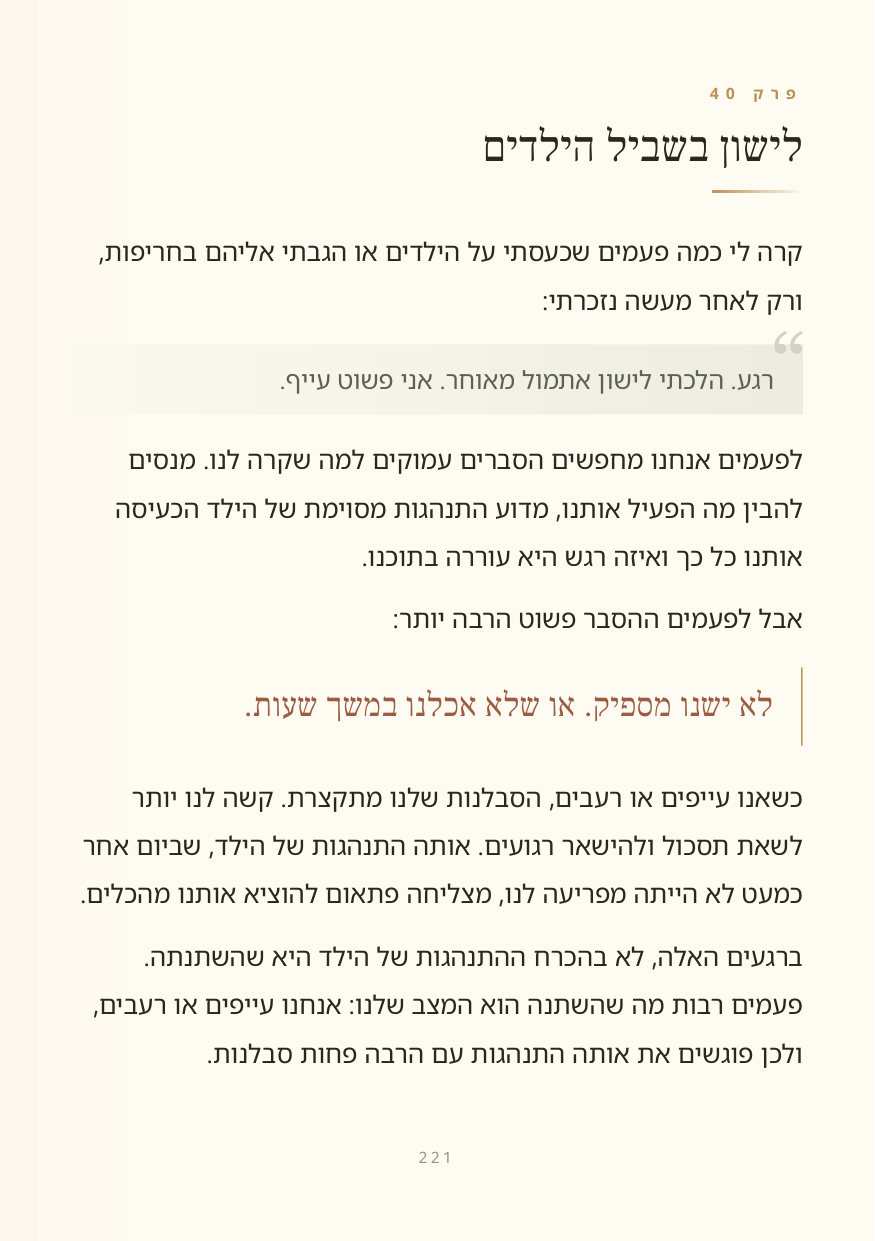 פרק 40
לישון בשביל הילדים
קרה לי כמה פעמים שכעסתי על הילדים או הגבתי אליהם בחריפות,
ורק לאחר מעשה נזכרתי:
“
רגע. הלכתי לישון אתמול מאוחר. אני פשוט עייף.
לפעמים אנחנו מחפשים הסברים עמוקים למה שקרה לנו. מנסים
להבין מה הפעיל אותנו, מדוע התנהגות מסוימת של הילד הכעיסה
אותנו כל כך ואיזה רגש היא עוררה בתוכנו.
אבל לפעמים ההסבר פשוט הרבה יותר:
לא ישנו מספיק. או שלא אכלנו במשך שעות.
כשאנו עייפים או רעבים, הסבלנות שלנו מתקצרת. קשה לנו יותר
לשאת תסכול ולהישאר רגועים. אותה התנהגות של הילד, שביום אחר
כמעט לא הייתה מפריעה לנו, מצליחה פתאום להוציא אותנו מהכלים.
ברגעים האלה, לא בהכרח ההתנהגות של הילד היא שהשתנתה.
פעמים רבות מה שהשתנה הוא המצב שלנו: אנחנו עייפים או רעבים,
ולכן פוגשים את אותה התנהגות עם הרבה פחות סבלנות.
221